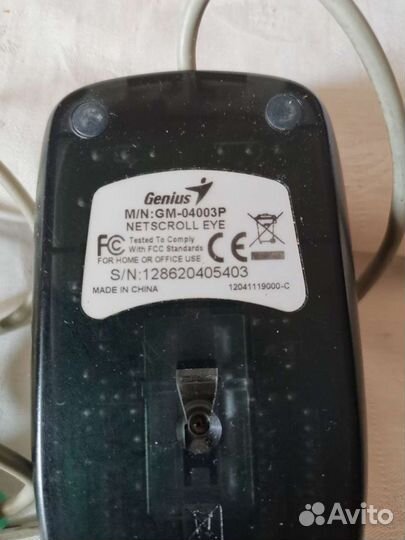 Genius
M/N:GM-04003P
NETSCROLL EYE
FC Tested To Comply With FCC Standards CE
FOR HOME OR OFFICE USE
S/N:128620405403
MADE IN CHINA 12041119000-C
Avito